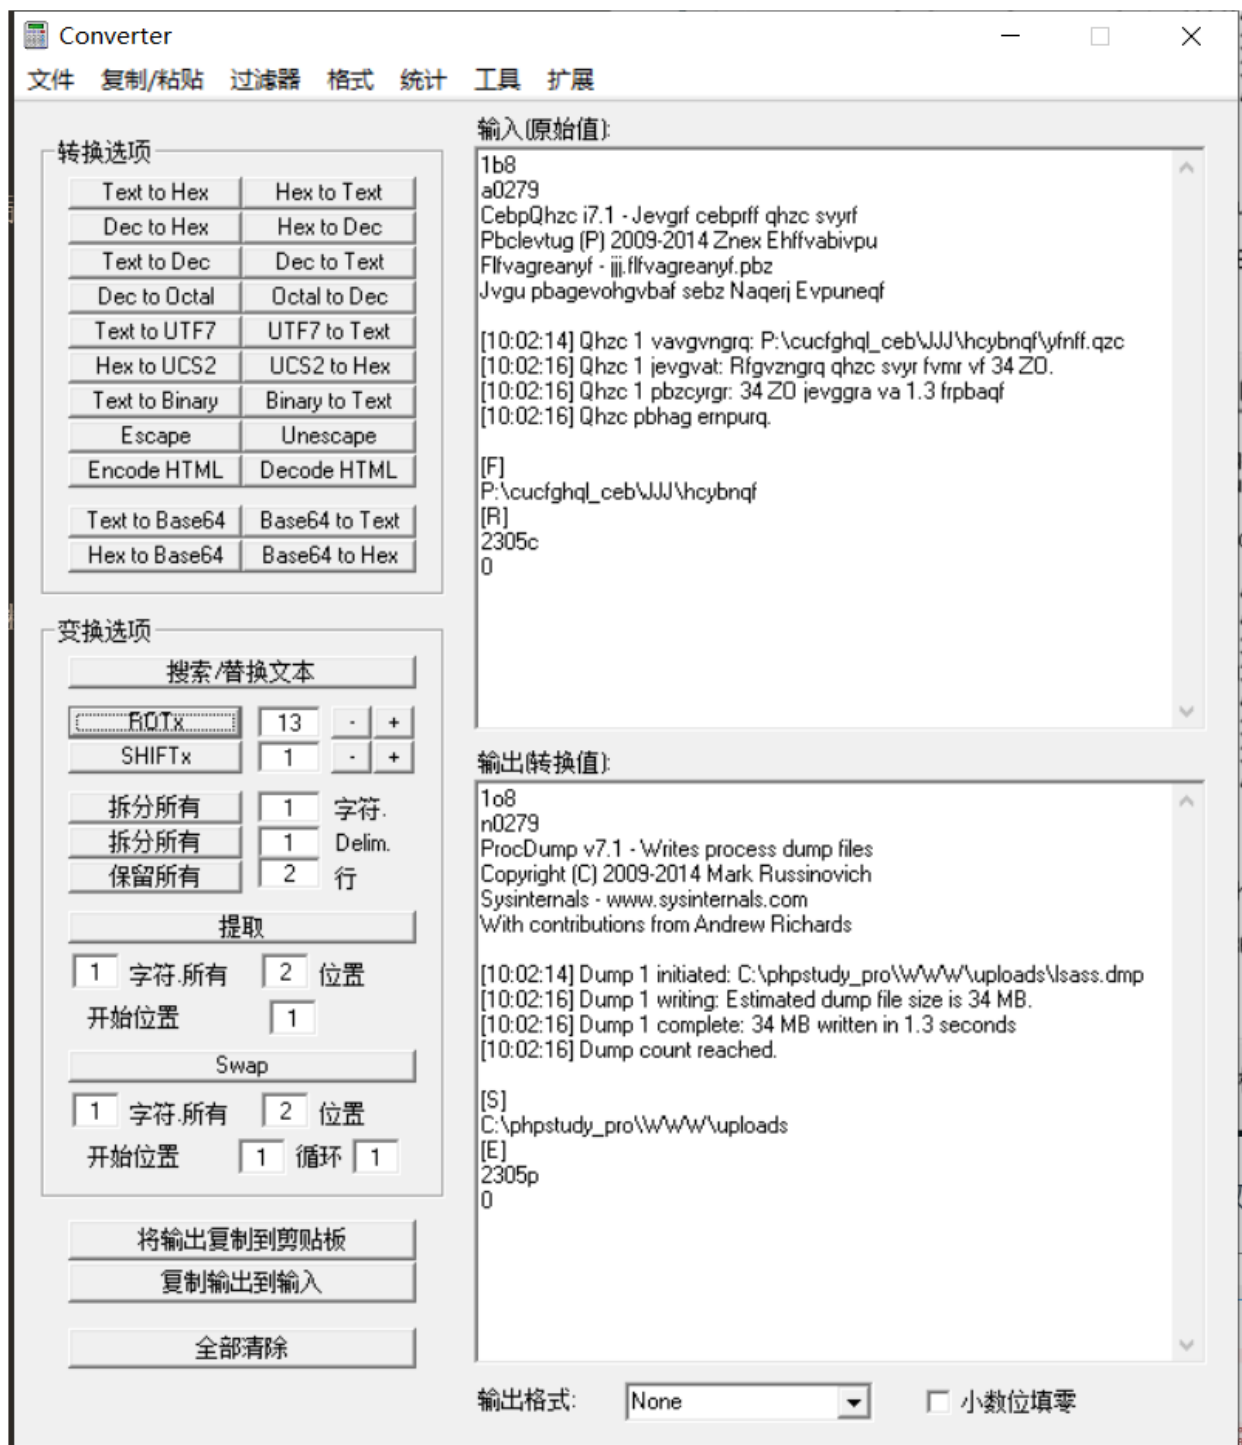 Converter
文件 复制/粘贴 过滤器 格式 统计 工具 扩展
转换选项
Text to Hex Hex to Text
Dec to Hex Hex to Dec
Text to Dec Dec to Text
Dec to Octal Octal to Dec
Text to UTF7 UTF7 to Text
Hex to UCS2 UCS2 to Hex
Text to Binary Binary to Text
Escape Unescape
Encode HTML Decode HTML
Text to Base64 Base64 to Text
Hex to Base64 Base64 to Hex
变换选项
搜索/替换文本
ROTx 13 - +
SHIFTx 1 - +
拆分所有 1 字符.
拆分所有 1 Delim.
保留所有 2 行
提取
1 字符.所有 2 位置
开始位置 1
Swap
1 字符.所有 2 位置
开始位置 1 循环 1
将输出复制到剪贴板
复制输出到输入
全部清除
输入(原始值):
1b8
a0279
CebpQhzc i7.1 - Jevgrf cebprff qhzc svyrf
Pbclevtug (P) 2009-2014 Znex Ehffvabivpu
Flfvagreanyf - jjj.flfvagreanyf.pbz
Jvgu pbagevohgvbaf sebz Naqerj Evpuneqf
[10:02:14] Qhzc 1 vavgvngrq: P:\cucfghql_ceb\JJJ\hcybnqf\yfnff.qzc
[10:02:16] Qhzc 1 jevgvat: Rfgvzngrq qhzc svyr fvmr vf 34 ZO.
[10:02:16] Qhzc 1 pbzcyrgr: 34 ZO jevggra va 1.3 frpbaqf
[10:02:16] Qhzc pbhag ernpurq.
[F]
P:\cucfghql_ceb\JJJ\hcybnqf
[R]
2305c
0
输出(转换值):
1o8
n0279
ProcDump v7.1 - Writes process dump files
Copyright (C) 2009-2014 Mark Russinovich
Sysinternals - www.sysinternals.com
With contributions from Andrew Richards
[10:02:14] Dump 1 initiated: C:\phpstudy_pro\WWW\uploads\lsass.dmp
[10:02:16] Dump 1 writing: Estimated dump file size is 34 MB.
[10:02:16] Dump 1 complete: 34 MB written in 1.3 seconds
[10:02:16] Dump count reached.
[S]
C:\phpstudy_pro\WWW\uploads
[E]
2305p
0
输出格式: None 小数位填零